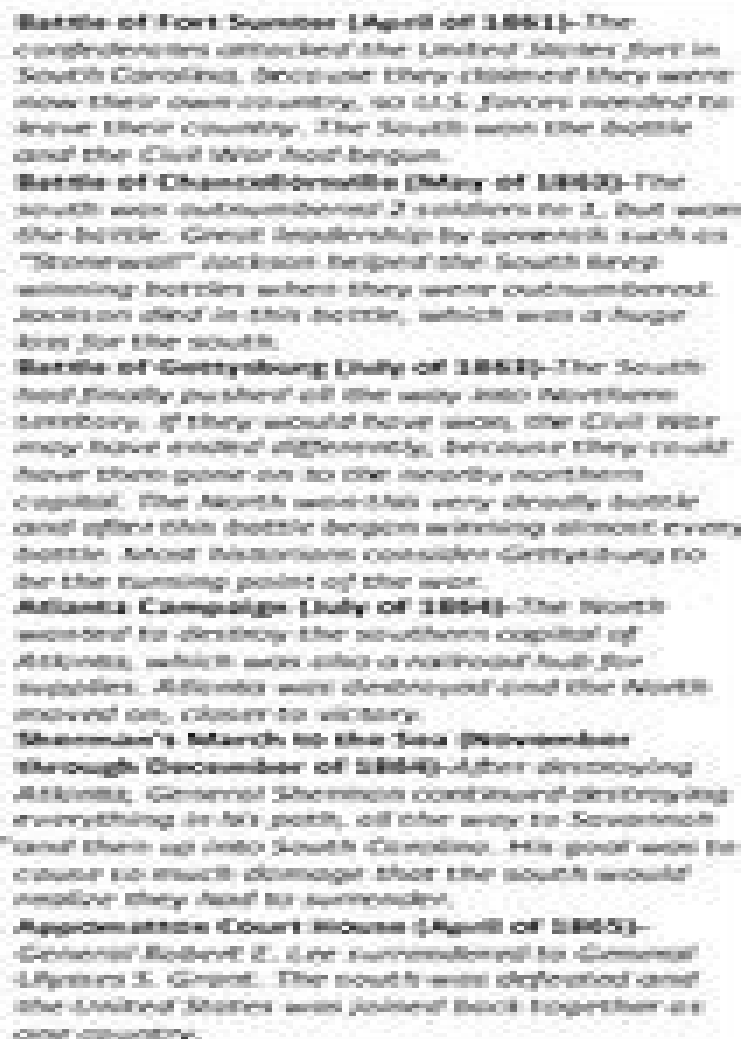 Battle of Fort Sumter (April of 1861)-The
confederates attacked the United States fort in
South Carolina, because they claimed they were
now their own country, so U.S. forces needed to
leave their country. The South won the battle
and the Civil War had begun.
Battle of Chancellorsville (May of 1863)-The
south was outnumbered 2 soldiers to 1, but won
the battle. Great leadership by generals such as
"Stonewall" Jackson helped the South keep
winning battles when they were outnumbered.
Jackson died in this battle, which was a huge
loss for the south.
Battle of Gettysburg (July of 1863)-The South
had finally pushed all the way into Northern
territory. If they would have won, the Civil War
may have ended differently, because they could
have then gone on to the nearby northern
capital. The North won this very deadly battle
and after this battle began winning almost every
battle. Most historians consider Gettysburg to
be the turning point of the war.
Atlanta Campaign (July of 1864)-The North
wanted to destroy the southern capital of
Atlanta, which was also a railroad hub for
supplies. Atlanta was destroyed and the North
moved on, closer to victory.
Sherman's March to the Sea (November
through December of 1864)-After destroying
Atlanta, General Sherman continued destroying
everything in his path, all the way to Savannah
and then up into South Carolina. His goal was to
cause so much damage that the south would
realize they had to surrender.
Appomattox Court House (April of 1865)-
General Robert E. Lee surrendered to General
Ulysses S. Grant. The south was defeated and
the United States was joined back together as
one country.